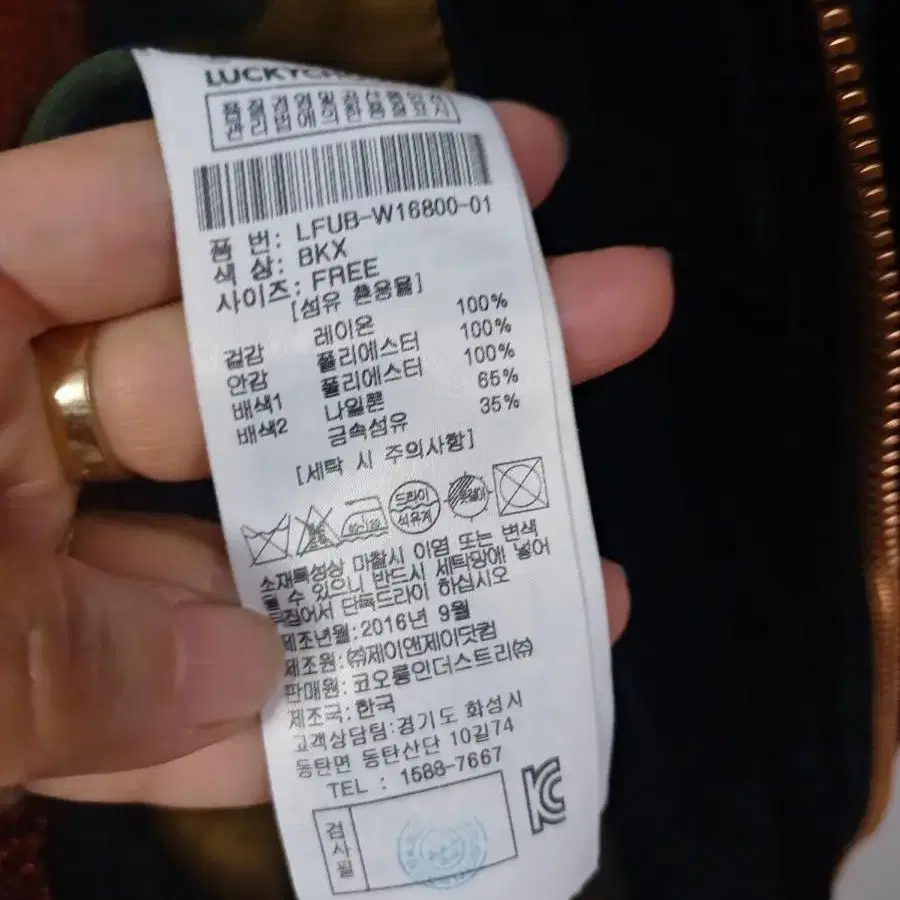 품질경영및공산품안전
관리법에의한품질표시
품 번: LFUB-W16800-01
색 상: BKX
사이즈: FREE
[섬유 혼용율]
겉감 레이온 100%
안감 폴리에스터 100%
배색1 폴리에스터 100%
배색2 나일론 65%
금속섬유 35%
[세탁 시 주의사항]
80~120
드라이
석유계
옷걸이
소재특성상 마찰시 이염 또는 변색
될 수 있으니 반드시 세탁망에 넣어
뒤집어서 단독드라이 하십시오
제조년월:2016년 9월
제조원:㈜제이앤제이닷컴
판매원:코오롱인더스트리㈜
제조국:한국
고객상담팀:경기도 화성시
동탄면 동탄산단 10길74
TEL : 1588-7667
검사필